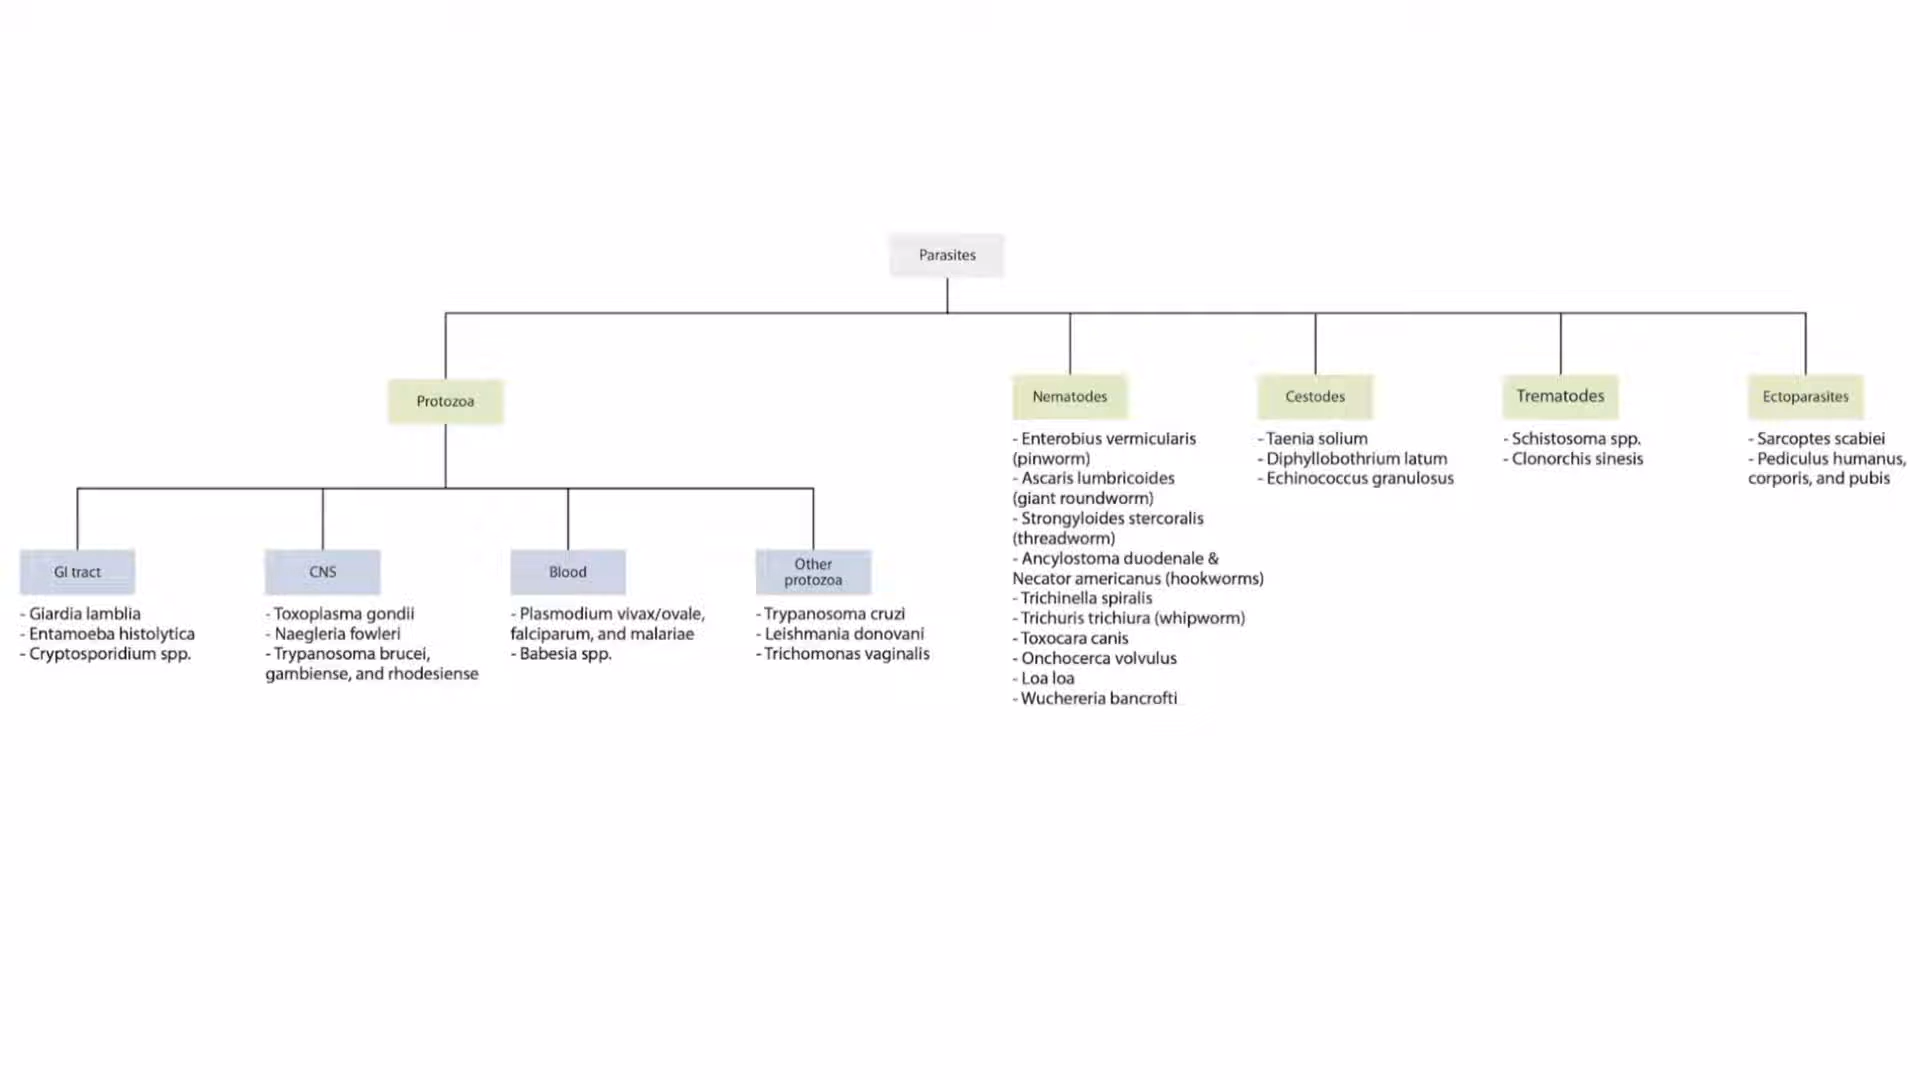 Parasites
Protozoa
GI tract
- Giardia lamblia
- Entamoeba histolytica
- Cryptosporidium spp.
CNS
- Toxoplasma gondii
- Naegleria fowleri
- Trypanosoma brucei,
gambiense, and rhodesiense
Blood
- Plasmodium vivax/ovale,
falciparum, and malariae
- Babesia spp.
Other
protozoa
- Trypanosoma cruzi
- Leishmania donovani
- Trichomonas vaginalis
Nematodes
- Enterobius vermicularis
(pinworm)
- Ascaris lumbricoides
(giant roundworm)
- Strongyloides stercoralis
(threadworm)
- Ancylostoma duodenale &
Necator americanus (hookworms)
- Trichinella spiralis
- Trichuris trichiura (whipworm)
- Toxocara canis
- Onchocerca volvulus
- Loa loa
- Wuchereria bancrofti
Cestodes
- Taenia solium
- Diphyllobothrium latum
- Echinococcus granulosus
Trematodes
- Schistosoma spp.
- Clonorchis sinesis
Ectoparasites
- Sarcoptes scabiei
- Pediculus humanus,
corporis, and pubis